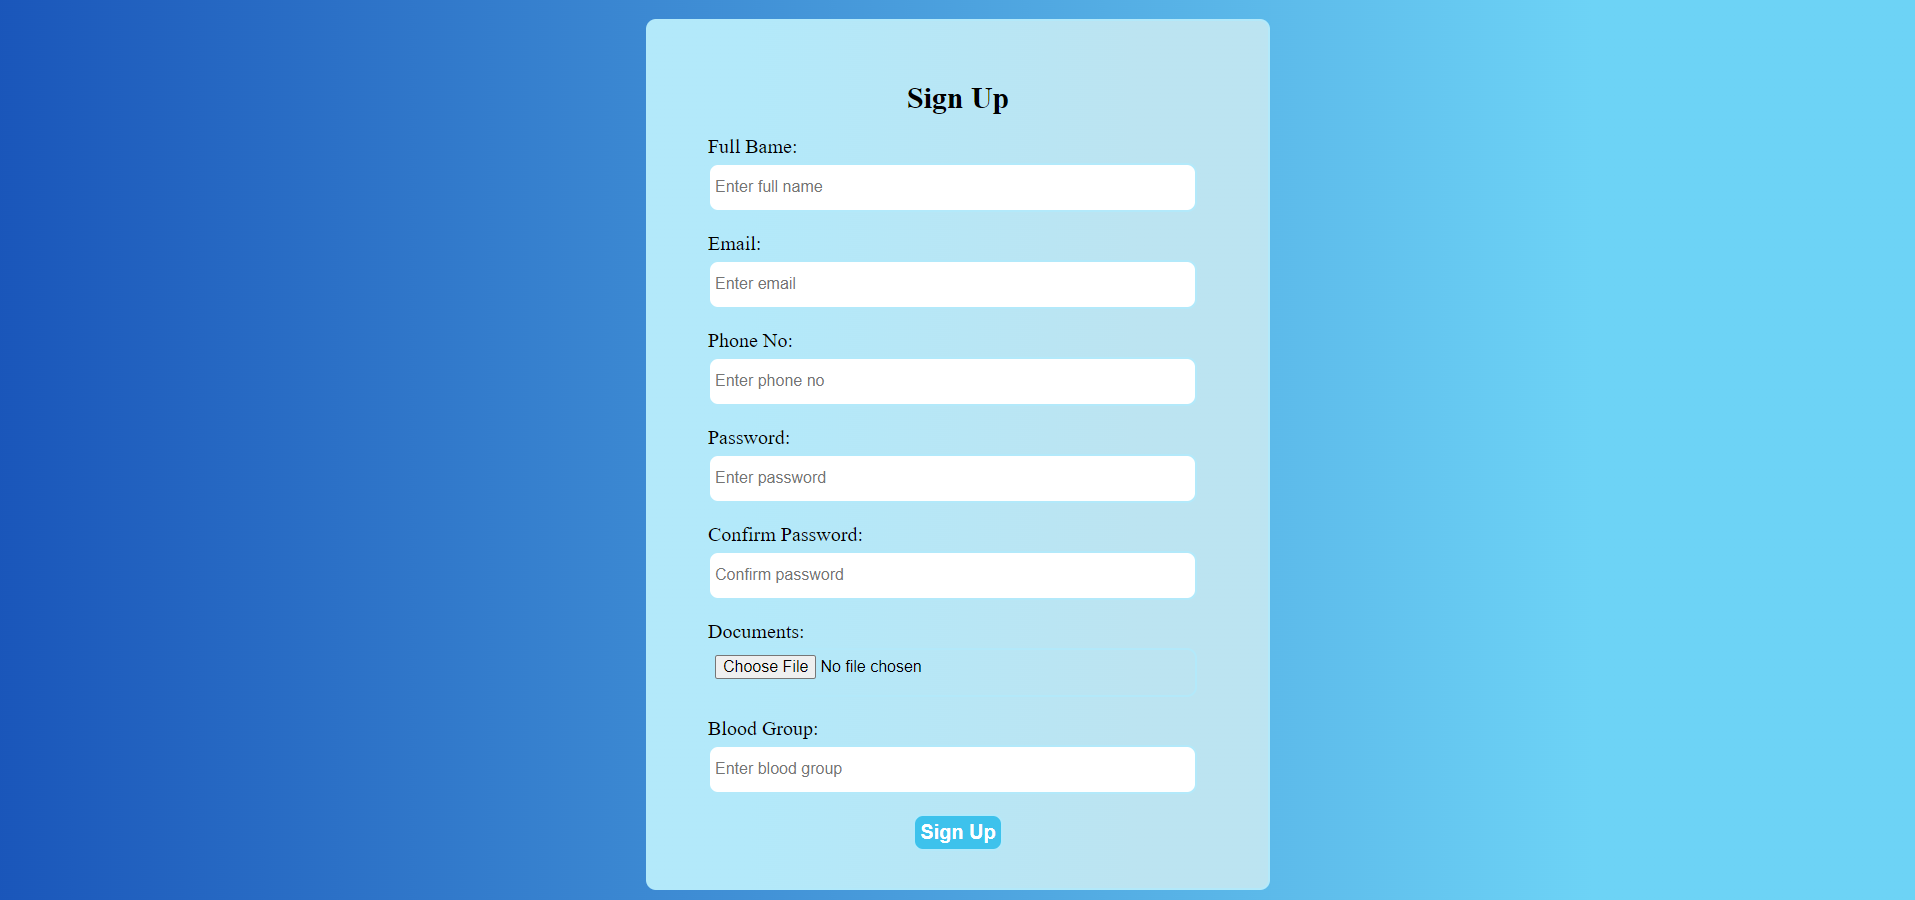 Sign Up
Full Bame:
Enter full name
Email:
Enter email
Phone No:
Enter phone no
Password:
Enter password
Confirm Password:
Confirm password
Documents:
Choose File No file chosen
Blood Group:
Enter blood group
Sign Up